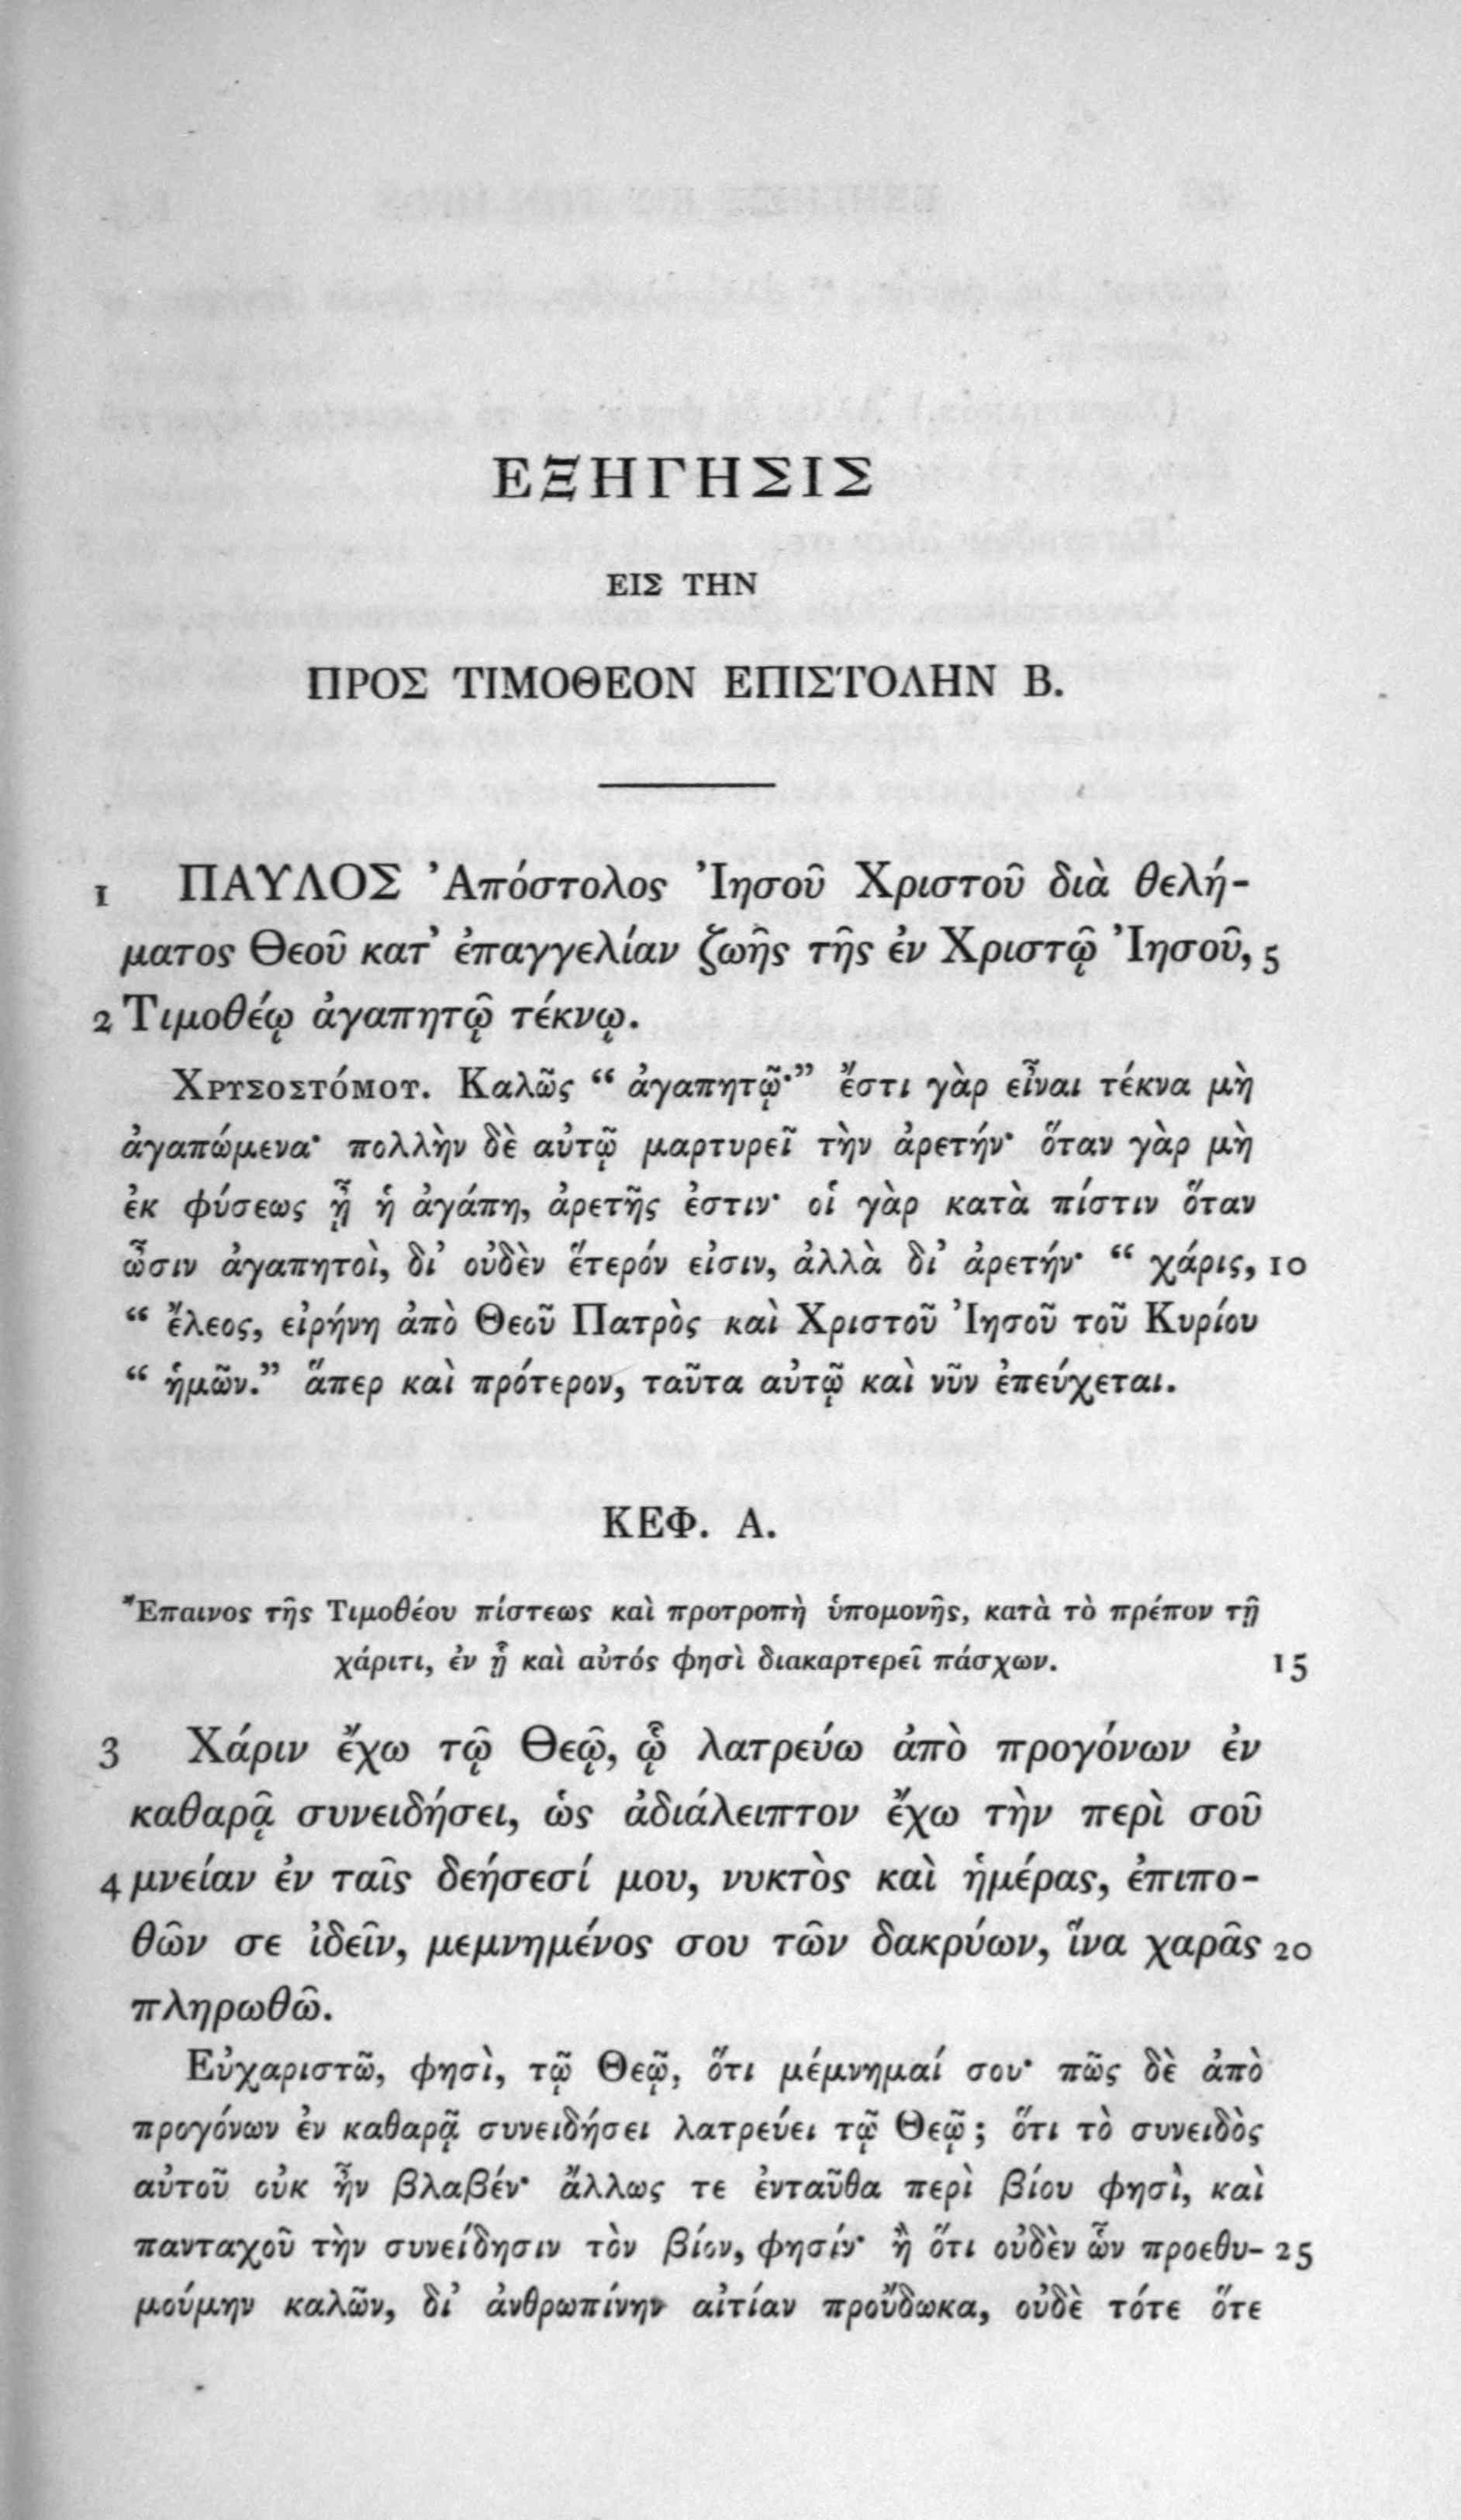 ΕΞΗΓΗΣΙΣ
ΕΙΣ ΤΗΝ
ΠΡΟΣ ΤΙΜΟΘΕΟΝ ΕΠΙΣΤΟΛΗΝ Β.
1 ΠΑΥΛΟΣ Ἀπόστολος Ἰησοῦ Χριστοῦ διὰ θελή-
ματος Θεοῦ κατ’ ἐπαγγελίαν ζωῆς τῆς ἐν Χριστῷ Ἰησοῦ, 5
2 Τιμοθέῳ ἀγαπητῷ τέκνῳ.
Χρυσοστόμου. Καλῶς “ ἀγαπητῷ·” ἔστι γὰρ εἶναι τέκνα μὴ
ἀγαπώμενα· πολλὴν δὲ αὐτῷ μαρτυρεῖ τὴν ἀρετήν· ὅταν γὰρ μὴ
ἐκ φύσεως ᾖ ἡ ἀγάπη, ἀρετῆς ἐστιν· οἱ γὰρ κατὰ πίστιν ὅταν
ὦσιν ἀγαπητοὶ, δι’ οὐδὲν ἕτερόν εἰσιν, ἀλλὰ δι’ ἀρετήν· “ χάρις, 10
“ ἔλεος, εἰρήνη ἀπὸ Θεοῦ Πατρὸς καὶ Χριστοῦ Ἰησοῦ τοῦ Κυρίου
“ ἡμῶν.” ἅπερ καὶ πρότερον, ταῦτα αὐτῷ καὶ νῦν ἐπεύχεται.
ΚΕΦ. Α.
Ἔπαινος τῆς Τιμοθέου πίστεως καὶ προτροπὴ ὑπομονῆς, κατὰ τὸ πρέπον τῇ
χάριτι, ἐν ᾗ καὶ αὐτός φησὶ διακαρτερεῖ πάσχων. 15
3 Χάριν ἔχω τῷ Θεῷ, ᾧ λατρεύω ἀπὸ προγόνων ἐν
καθαρᾷ συνειδήσει, ὡς ἀδιάλειπτον ἔχω τὴν περὶ σοῦ
4 μνείαν ἐν ταῖς δεήσεσί μου, νυκτὸς καὶ ἡμέρας, ἐπιπο-
θῶν σε ἰδεῖν, μεμνημένος σου τῶν δακρύων, ἵνα χαρᾶς 20
πληρωθῶ.
Εὐχαριστῶ, φησὶ, τῷ Θεῷ, ὅτι μέμνημαί σου· πῶς δὲ ἀπὸ
προγόνων ἐν καθαρᾷ συνειδήσει λατρεύει τῷ Θεῷ ; ὅτι τὸ συνειδὸς
αὐτοῦ οὐκ ἦν βλαβέν· ἄλλως τε ἐνταῦθα περὶ βίου φησὶ, καὶ
πανταχοῦ τὴν συνείδησιν τὸν βίον, φησίν· ἢ ὅτι οὐδὲν ὧν προεθυ- 25
μούμην καλῶν, δι’ ἀνθρωπίνην αἰτίαν προὔδωκα, οὐδὲ τότε ὅτε